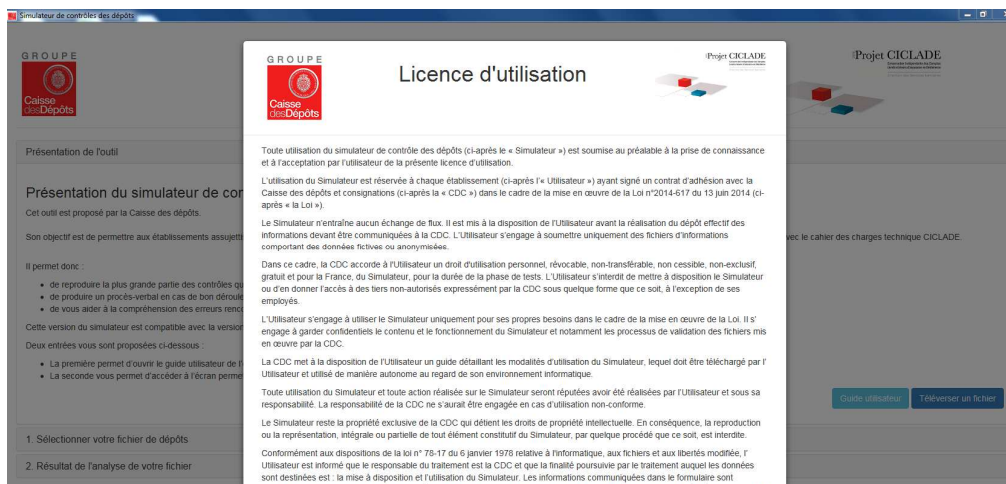 Simulateur de contrôles des dépôts
GROUPE
Caisse
desDépôts
Projet CICLADE
Présentation de l'outil
Présentation du simulateur de cor
Cet outil est proposé par la Caisse des dépôts.
Son objectif est de permettre aux établissements assujett
vec le cahier des charges technique CICLADE.
Il permet donc :
• de reproduire la plus grande partie des contrôles qu
• de produire un procès-verbal en cas de bon déroule
• de vous aider à la compréhension des erreurs renc
Cette version du simulateur est compatible avec la version
Deux entrées vous sont proposées ci-dessous :
• La première permet d'ouvrir le guide utilisateur de l'
• La seconde vous permet d'accéder à l'écran perme
Guide utilisateur
Téléverser un fichier
1. Sélectionner votre fichier de dépôts
2. Résultat de l'analyse de votre fichier
GROUPE
Caisse
desDépôts
Licence d'utilisation
Projet CICLADE
Toute utilisation du simulateur de contrôle des dépôts (ci-après le « Simulateur ») est soumise au préalable à la prise de connaissance
et à l'acceptation par l'utilisateur de la présente licence d'utilisation.
L'utilisation du Simulateur est réservée à chaque établissement (ci-après l'« Utilisateur ») ayant signé un contrat d'adhésion avec la
Caisse des dépôts et consignations (ci-après la « CDC ») dans le cadre de la mise en œuvre de la Loi n°2014-617 du 13 juin 2014 (ci-
après « la Loi »).
Le Simulateur n'entraîne aucun échange de flux. Il est mis à la disposition de l'Utilisateur avant la réalisation du dépôt effectif des
informations devant être communiquées à la CDC. L'Utilisateur s'engage à soumettre uniquement des fichiers d'informations
comportant des données fictives ou anonymisées.
Dans ce cadre, la CDC accorde à l'Utilisateur un droit d'utilisation personnel, révocable, non-transférable, non cessible, non-exclusif,
gratuit et pour la France, du Simulateur, pour la durée de la phase de tests. L'Utilisateur s'interdit de mettre à disposition le Simulateur
ou d'en donner l'accès à des tiers non-autorisés expressément par la CDC sous quelque forme que ce soit, à l'exception de ses
employés.
L'Utilisateur s'engage à utiliser le Simulateur uniquement pour ses propres besoins dans le cadre de la mise en œuvre de la Loi. Il s'
engage à garder confidentiels le contenu et le fonctionnement du Simulateur et notamment les processus de validation des fichiers mis
en œuvre par la CDC.
La CDC met à la disposition de l'Utilisateur un guide détaillant les modalités d'utilisation du Simulateur, lequel doit être téléchargé par l'
Utilisateur et utilisé de manière autonome au regard de son environnement informatique.
Toute utilisation du Simulateur et toute action réalisée sur le Simulateur seront réputées avoir été réalisées par l'Utilisateur et sous sa
responsabilité. La responsabilité de la CDC ne s'aurait être engagée en cas d'utilisation non-conforme.
Le Simulateur reste la propriété exclusive de la CDC qui détient les droits de propriété intellectuelle. En conséquence, la reproduction
ou la représentation, intégrale ou partielle de tout élément constitutif du Simulateur, par quelque procédé que ce soit, est interdite.
Conformément aux dispositions de la loi n° 78-17 du 6 janvier 1978 relative à l'informatique, aux fichiers et aux libertés modifiée, l'
Utilisateur est informé que le responsable du traitement est la CDC et que la finalité poursuivie par le traitement auquel les données
sont destinées est : la mise à disposition et l'utilisation du Simulateur. Les informations communiquées dans le formulaire sont